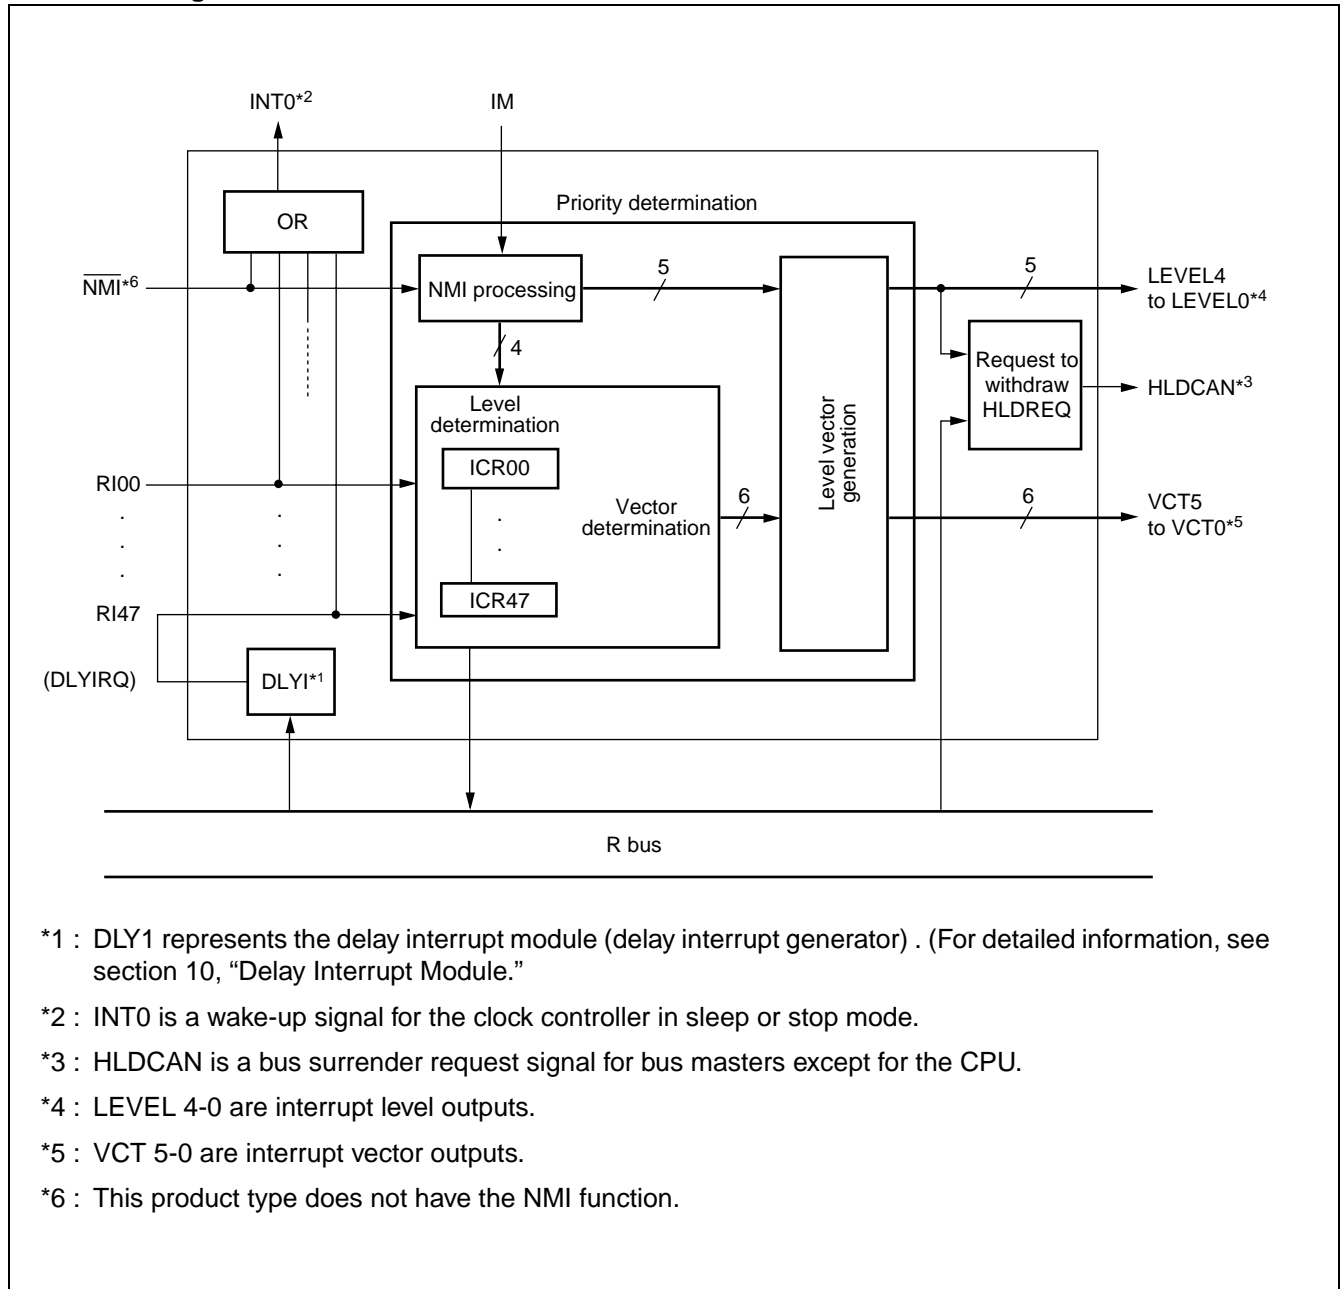 INT0*2
IM
OR
Priority determination
NMI*6
NMI processing
5
5
LEVEL4
to LEVEL0*4
4
Request to
withdraw
HLDREQ
HLDCAN*3
Level
determination
ICR00
RI00
Level vector
generation
Vector
determination
6
6
VCT5
to VCT0*5
ICR47
RI47
(DLYIRQ)
DLYI*1
R bus
*1 : DLY1 represents the delay interrupt module (delay interrupt generator) . (For detailed information, see
section 10, “Delay Interrupt Module.”
*2 : INT0 is a wake-up signal for the clock controller in sleep or stop mode.
*3 : HLDCAN is a bus surrender request signal for bus masters except for the CPU.
*4 : LEVEL 4-0 are interrupt level outputs.
*5 : VCT 5-0 are interrupt vector outputs.
*6 : This product type does not have the NMI function.